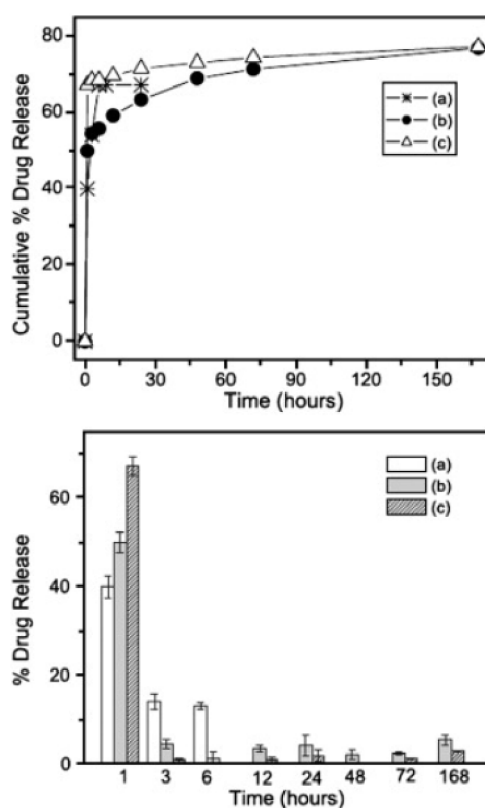 80
60
40
20
0
Cumulative % Drug Release
(a)
(b)
(c)
0 30 60 90 120 150
Time (hours)
60
40
20
0
% Drug Release
(a)
(b)
(c)
1 3 6 12 24 48 72 168
Time (hours)